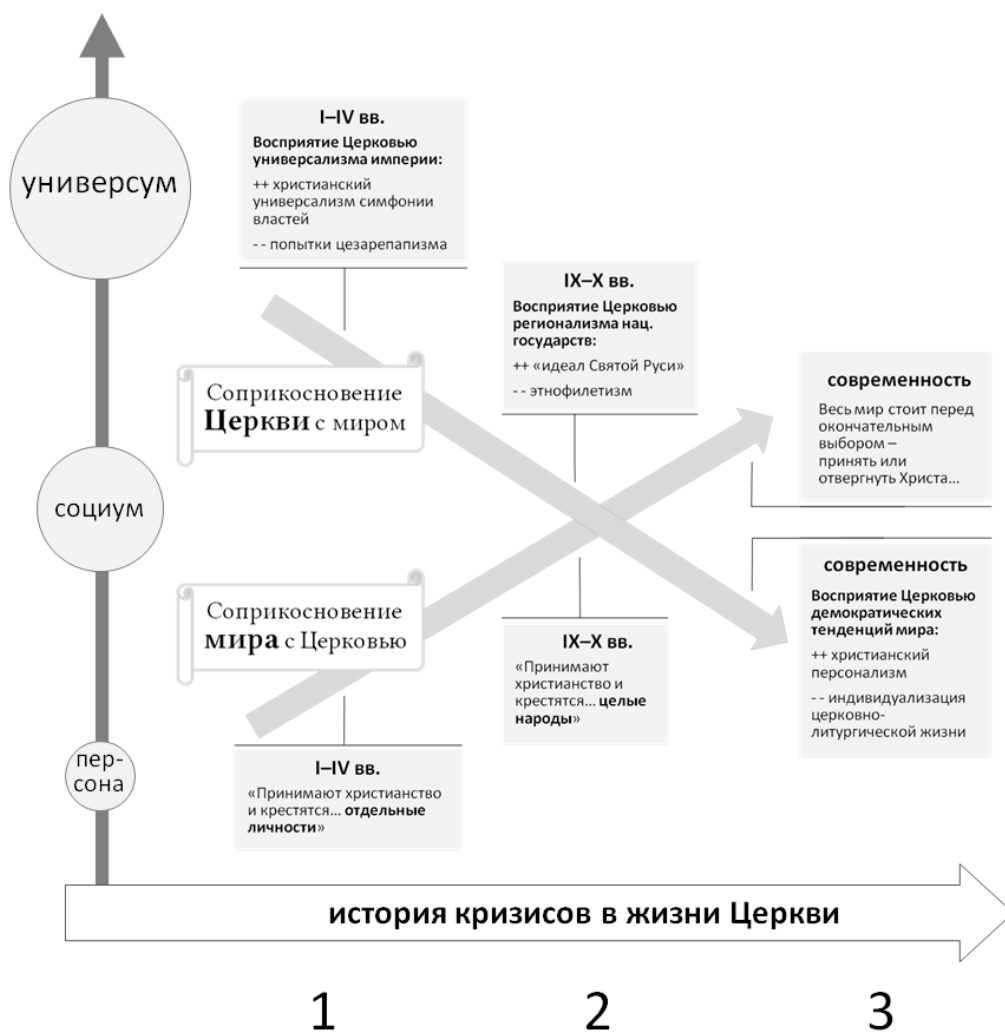 универсум
социум
пер-
сона
I–IV вв.
Восприятие Церковью
универсализма империи:
++ христианский
универсализм симфонии
властей
- - попытки цезарепапизма
IX–X вв.
Восприятие Церковью
регионализма нац.
государств:
++ «идеал Святой Руси»
- - этнофилетизм
современность
Весь мир стоит перед
окончательным
выбором –
принять или
отвергнуть Христа...
Соприкосновение
Церкви с миром
Соприкосновение
мира с Церковью
I–IV вв.
«Принимают христианство
и крестятся... отдельные
личности»
IX–X вв.
«Принимают
христианство и
крестятся... целые
народы»
современность
Восприятие Церковью
демократических
тенденций мира:
++ христианский
персонализм
- - индивидуализация
церковно-
литургической жизни
история кризисов в жизни Церкви
1
2
3